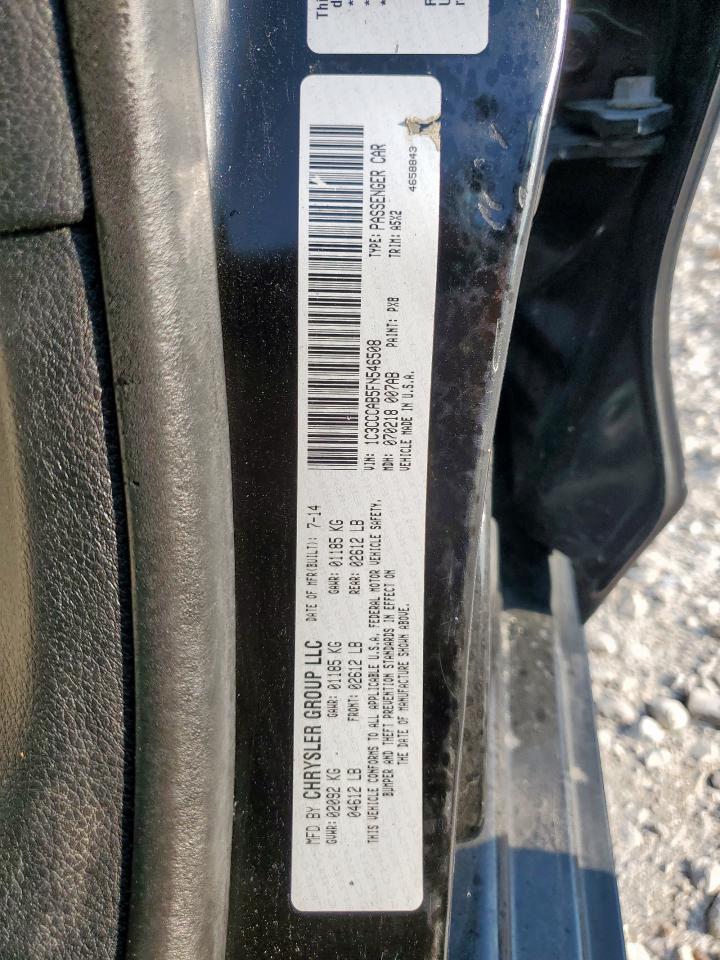 MFD BY CHRYSLER GROUP LLC DATE OF MFR(BUILT): 7-14
GVWR: 02092 KG GAWR: 01185 KG GAWR: 01185 KG
04612 LB FRONT: 02612 LB REAR: 02612 LB
THIS VEHICLE CONFORMS TO ALL APPLICABLE U.S.A. FEDERAL MOTOR VEHICLE SAFETY,
BUMPER AND THEFT PREVENTION STANDARDS IN EFFECT ON
THE DATE OF MANUFACTURE SHOWN ABOVE.
VIN: 1C3CCCAB5FN546508 TYPE: PASSENGER CAR
MDH: 070218 007AB PAINT: PX8 TRIM: A5X2
VEHICLE MADE IN U.S.A. 4658843
Thi
d
*
*
*